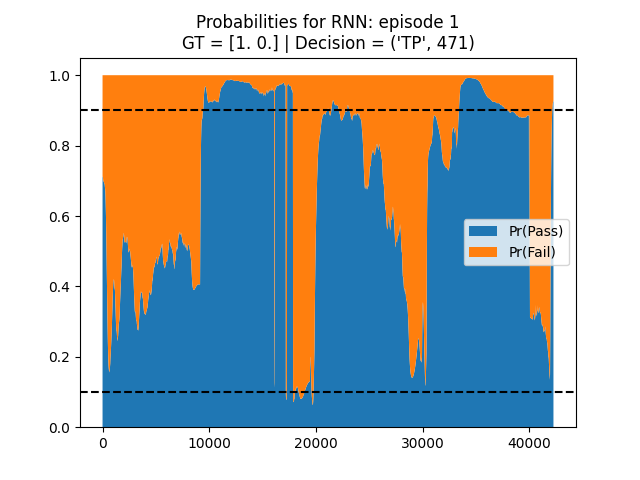 Probabilities for RNN: episode 1
GT = [1. 0.] | Decision = ('TP', 471)
1.0
0.8
0.6
0.4
0.2
0.0
Pr(Pass)
Pr(Fail)
0 10000 20000 30000 40000